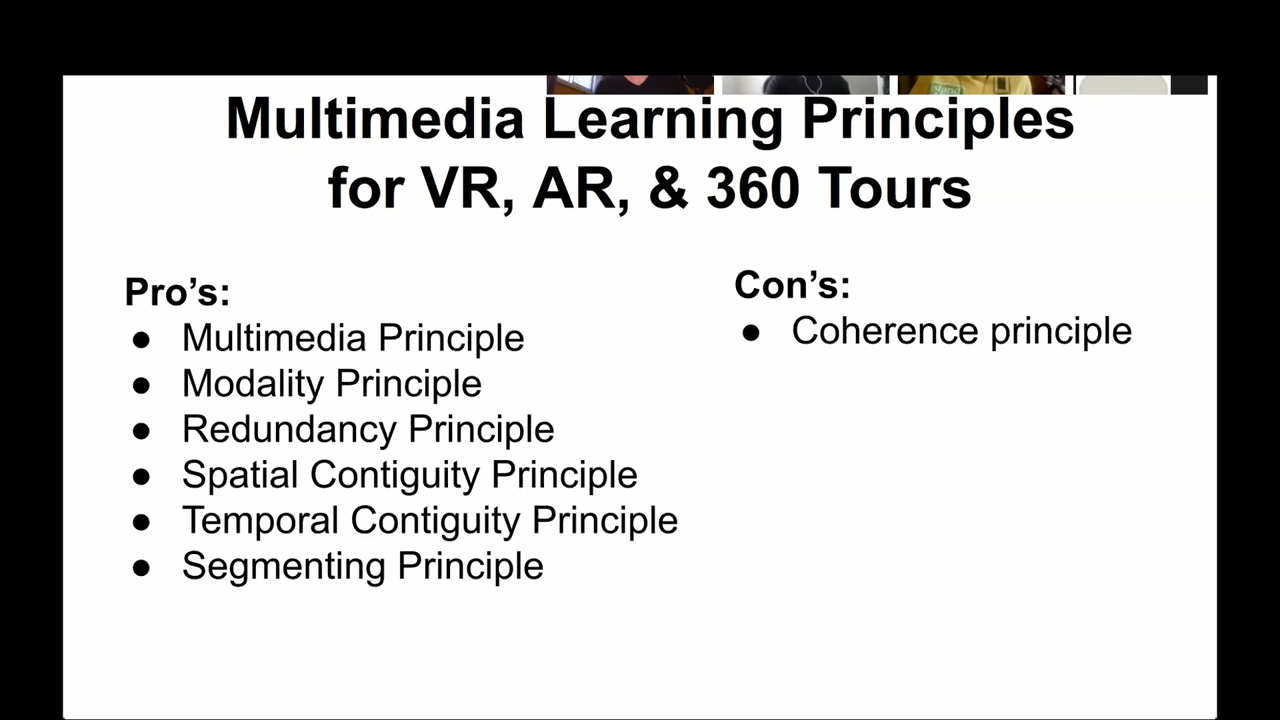 Multimedia Learning Principles
for VR, AR, & 360 Tours
Pro’s:
● Multimedia Principle
● Modality Principle
● Redundancy Principle
● Spatial Contiguity Principle
● Temporal Contiguity Principle
● Segmenting Principle
Con’s:
● Coherence principle